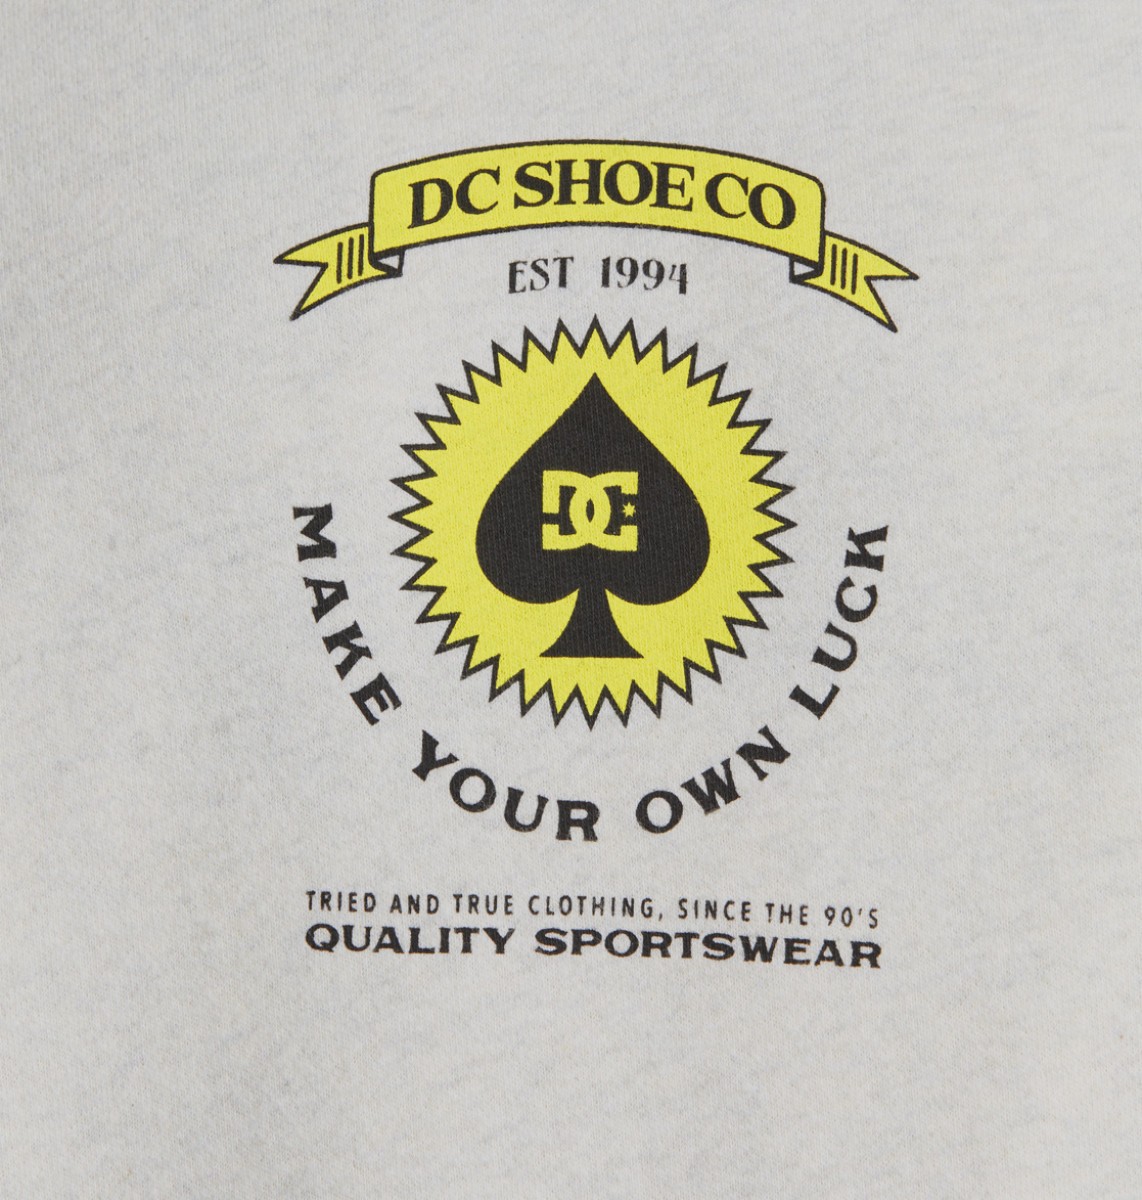 DC SHOE CO
EST 1994
DC
MAKE YOUR OWN LUCK
TRIED AND TRUE CLOTHING, SINCE THE 90'S
QUALITY SPORTSWEAR